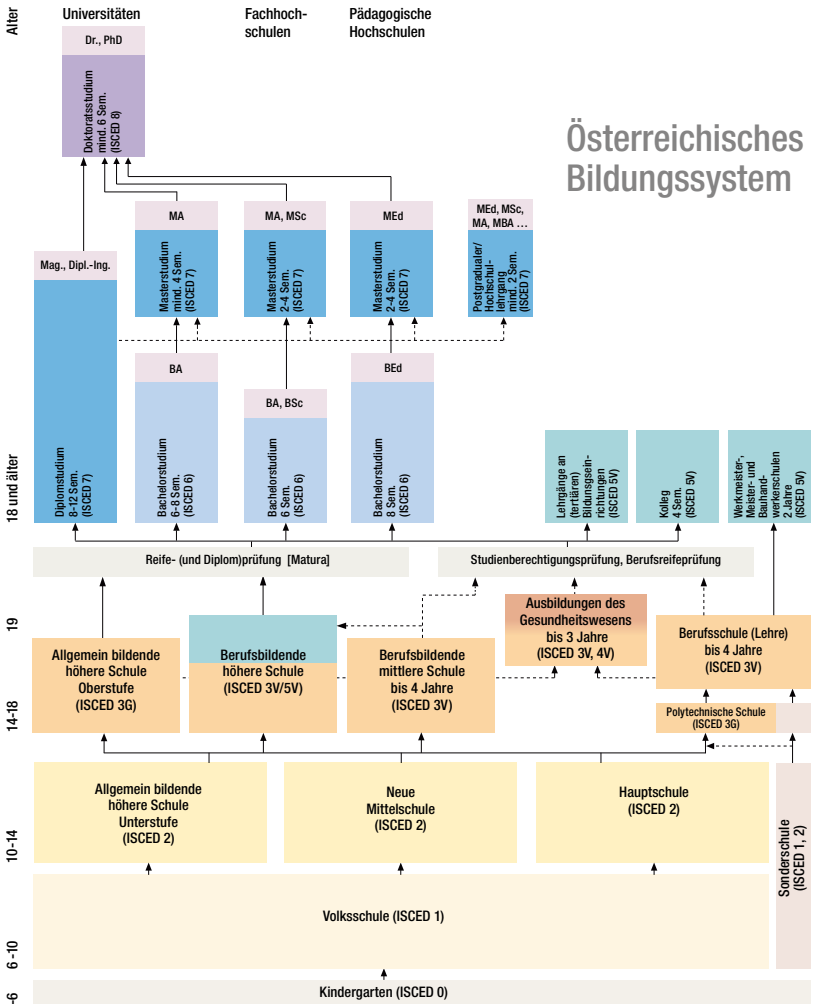 Alter
Universitäten
Fachhoch-
schulen
Pädagogische
Hochschulen
Österreichisches
Bildungssystem
Dr., PhD
Doktoratsstudium
mind. 6 Sem.
(ISCED 8)
MA
MA, MSc
MEd
MEd, MSc,
MA, MBA …
Mag., Dipl.-Ing.
Masterstudium
mind. 4 Sem.
(ISCED 7)
Masterstudium
2-4 Sem.
(ISCED 7)
Masterstudium
2-4 Sem.
(ISCED 7)
Postgradualer/
Hochschul-
lehrgang
mind. 2 Sem.
(ISCED 7)
BA
BA, BSc
BEd
18 und älter
Diplomstudium
8-12 Sem.
(ISCED 7)
Bachelorstudium
6-8 Sem.
(ISCED 6)
Bachelorstudium
6 Sem.
(ISCED 6)
Bachelorstudium
8 Sem.
(ISCED 6)
Lehrgänge an
(tertiären)
Bildungsein-
richtungen
(ISCED 5V)
Kolleg
4 Sem.
(ISCED 5V)
Werkmeister-,
Meister- und
Bauhand-
werkerschulen
2 Jahre
(ISCED 5V)
Reife- (und Diplom)prüfung [Matura]
Studienberechtigungsprüfung, Berufsreifeprüfung
19
Ausbildungen des
Gesundheitswesens
bis 3 Jahre
(ISCED 3V, 4V)
14-18
Allgemein bildende
höhere Schule
Oberstufe
(ISCED 3G)
Berufsbildende
höhere Schule
(ISCED 3V/5V)
Berufsbildende
mittlere Schule
bis 4 Jahre
(ISCED 3V)
Berufsschule (Lehre)
bis 4 Jahre
(ISCED 3V)
Polytechnische Schule
(ISCED 3G)
10-14
Allgemein bildende
höhere Schule
Unterstufe
(ISCED 2)
Neue
Mittelschule
(ISCED 2)
Hauptschule
(ISCED 2)
Sonderschule
(ISCED 1, 2)
6 -10
Volksschule (ISCED 1)
-6
Kindergarten (ISCED 0)